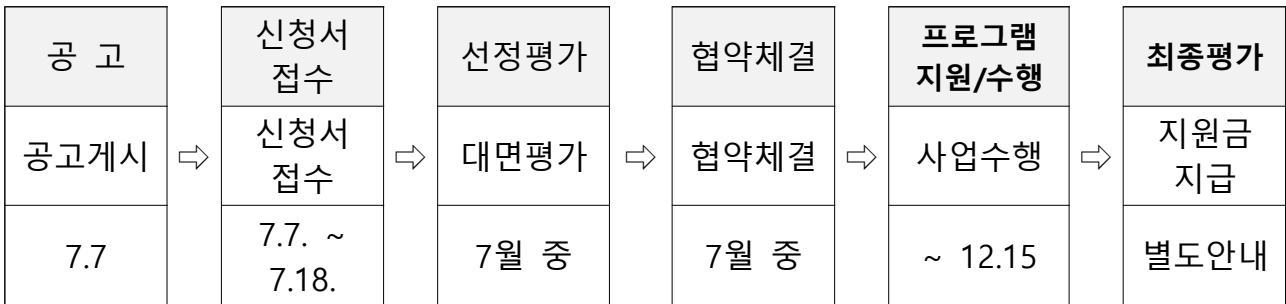 공 고
신청서
접수
선정평가
협약체결
프로그램
지원/수행
최종평가
공고게시 ⇨ 신청서
접수 ⇨ 대면평가 ⇨ 협약체결 ⇨ 사업수행 ⇨ 지원금
지급
7.7
7.7. ~
7.18.
7월 중
7월 중
~ 12.15
별도안내